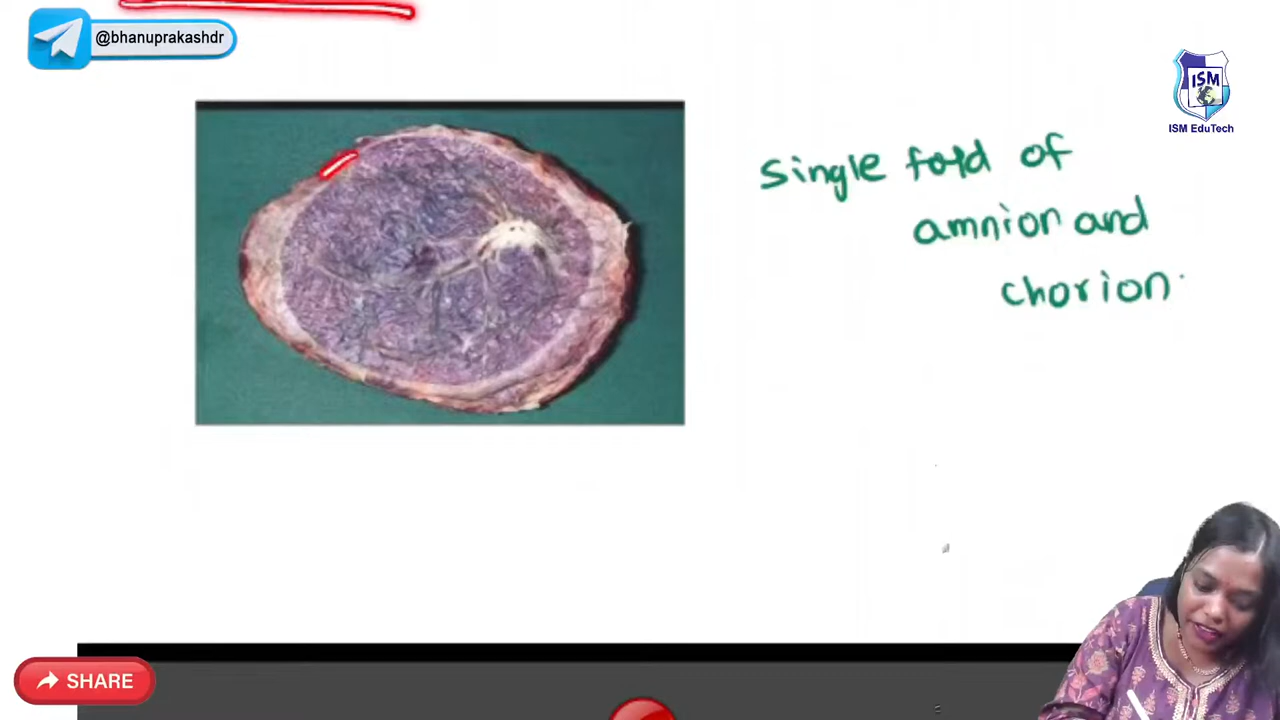 @bhanuprakashdr
ISM
ISM EduTech
Single fold of
amnion and
chorion.
SHARE